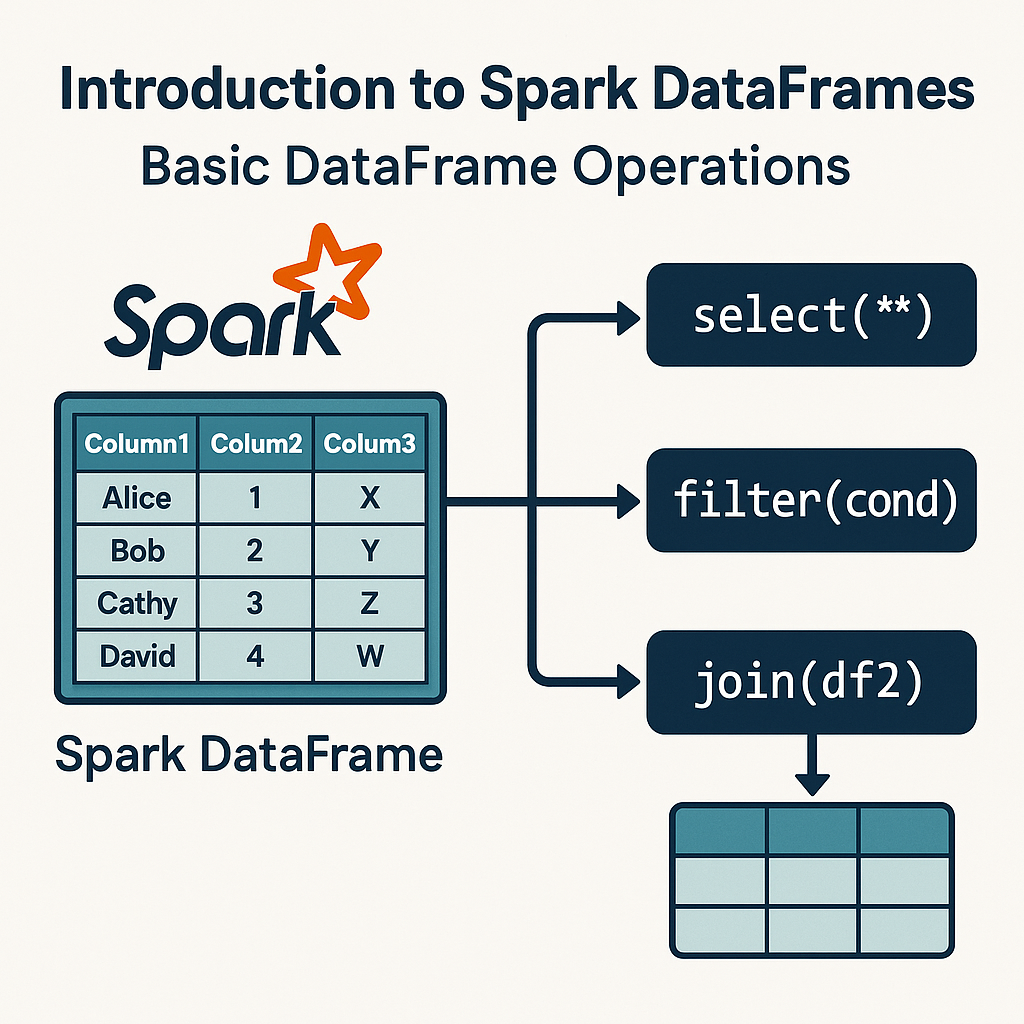 Introduction to Spark DataFrames
Basic DataFrame Operations
Spark
Column1 Colum2 Colum3
Alice 1 X
Bob 2 Y
Cathy 3 Z
David 4 W
Spark DataFrame
select(**)
filter(cond)
join(df2)